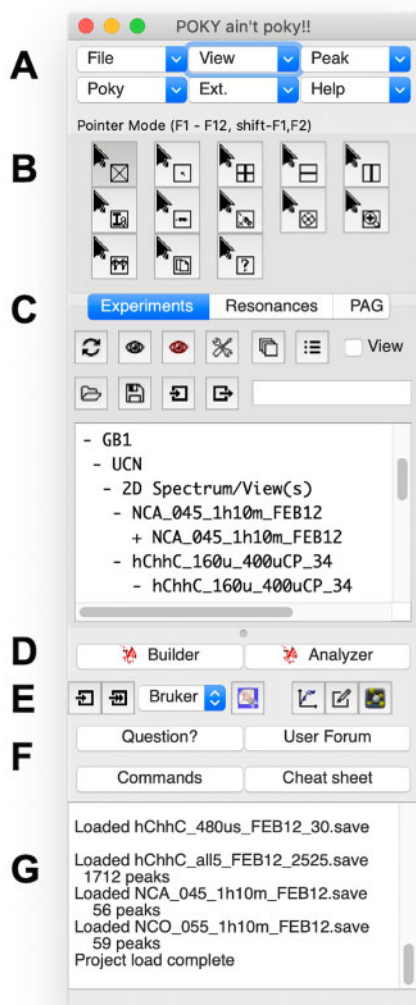 POKY ain't poky!!
A
File View Peak
Poky Ext. Help
Pointer Mode (F1 - F12, shift-F1,F2)
B
C
Experiments Resonances PAG
View
- GB1
- UCN
- 2D Spectrum/View(s)
- NCA_045_1h10m_FEB12
+ NCA_045_1h10m_FEB12
- hChhC_160u_400uCP_34
- hChhC_160u_400uCP_34
D
Builder Analyzer
E
Bruker
F
Question? User Forum
Commands Cheat sheet
G
Loaded hChhC_480us_FEB12_30.save
Loaded hChhC_all5_FEB12_2525.save
1712 peaks
Loaded NCA_045_1h10m_FEB12.save
56 peaks
Loaded NCO_055_1h10m_FEB12.save
59 peaks
Project load complete